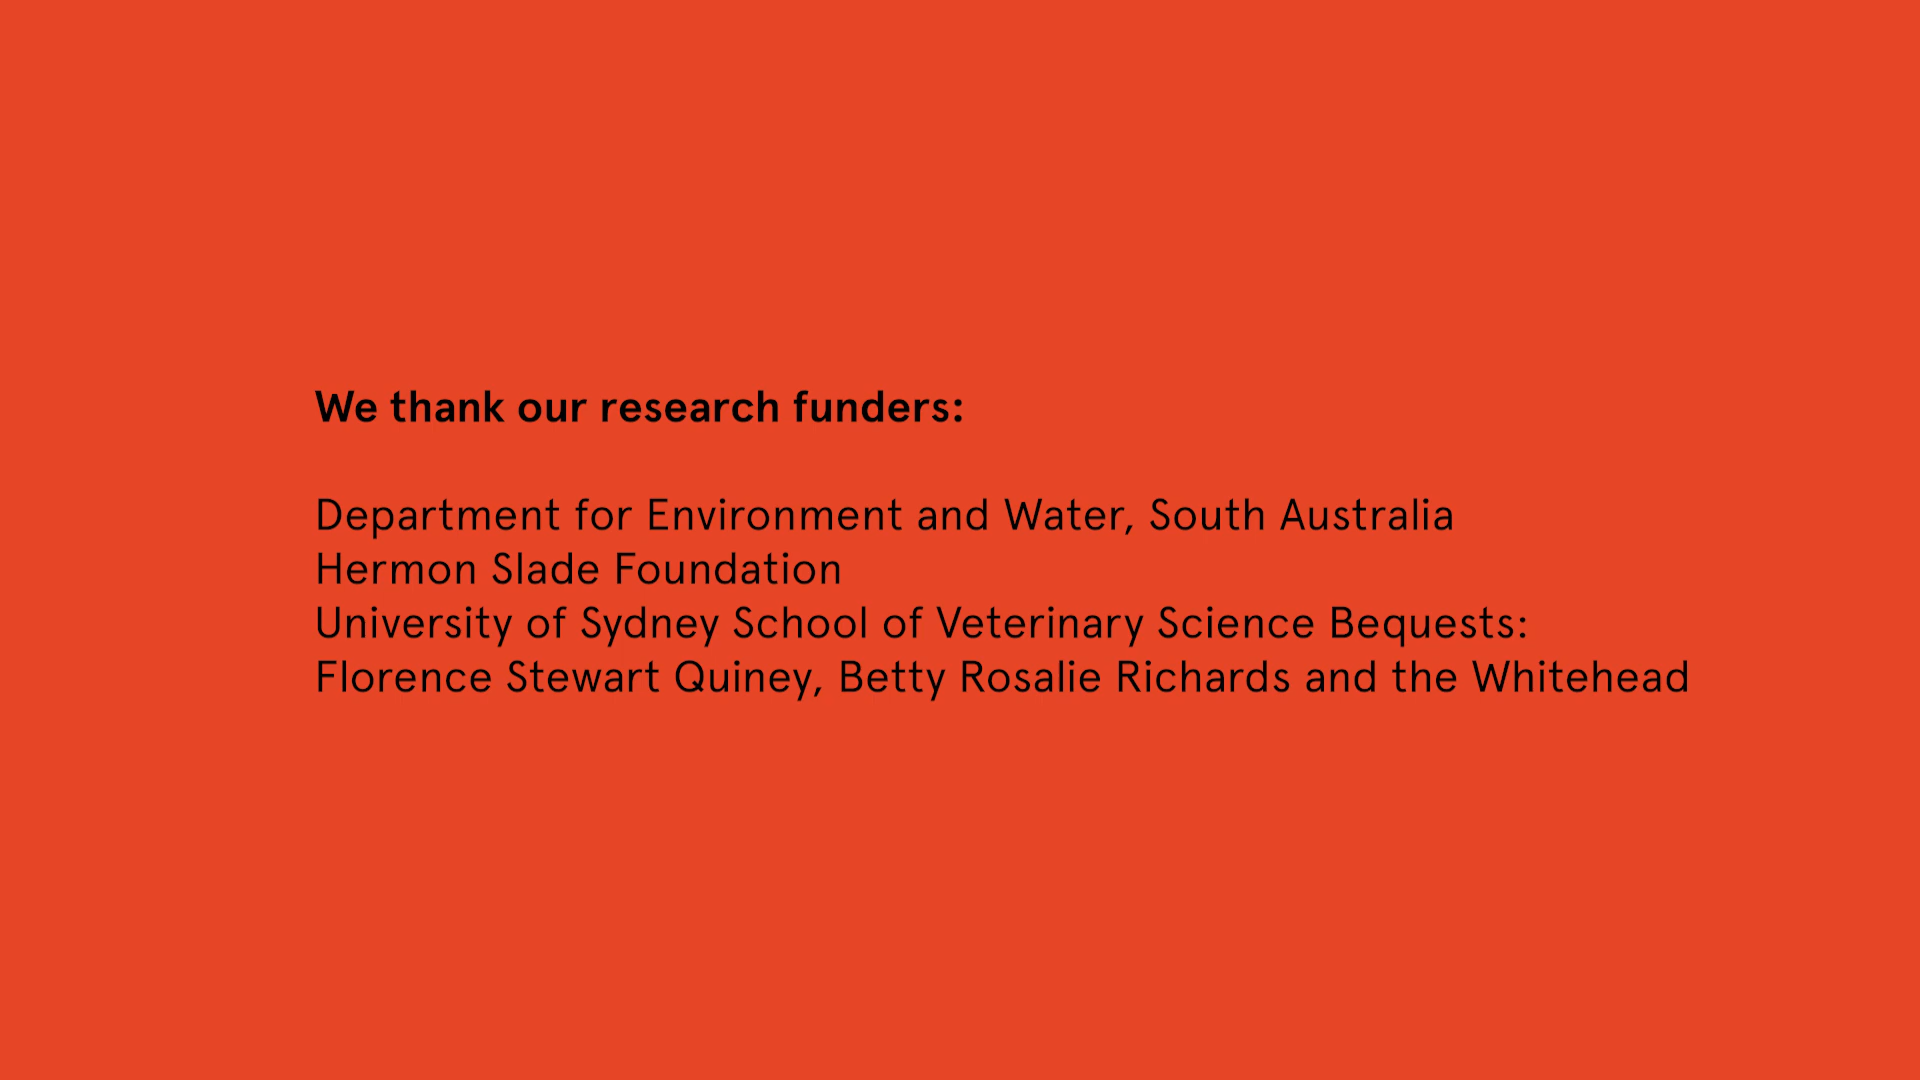 We thank our research funders:
Department for Environment and Water, South Australia
Hermon Slade Foundation
University of Sydney School of Veterinary Science Bequests:
Florence Stewart Quiney, Betty Rosalie Richards and the Whitehead